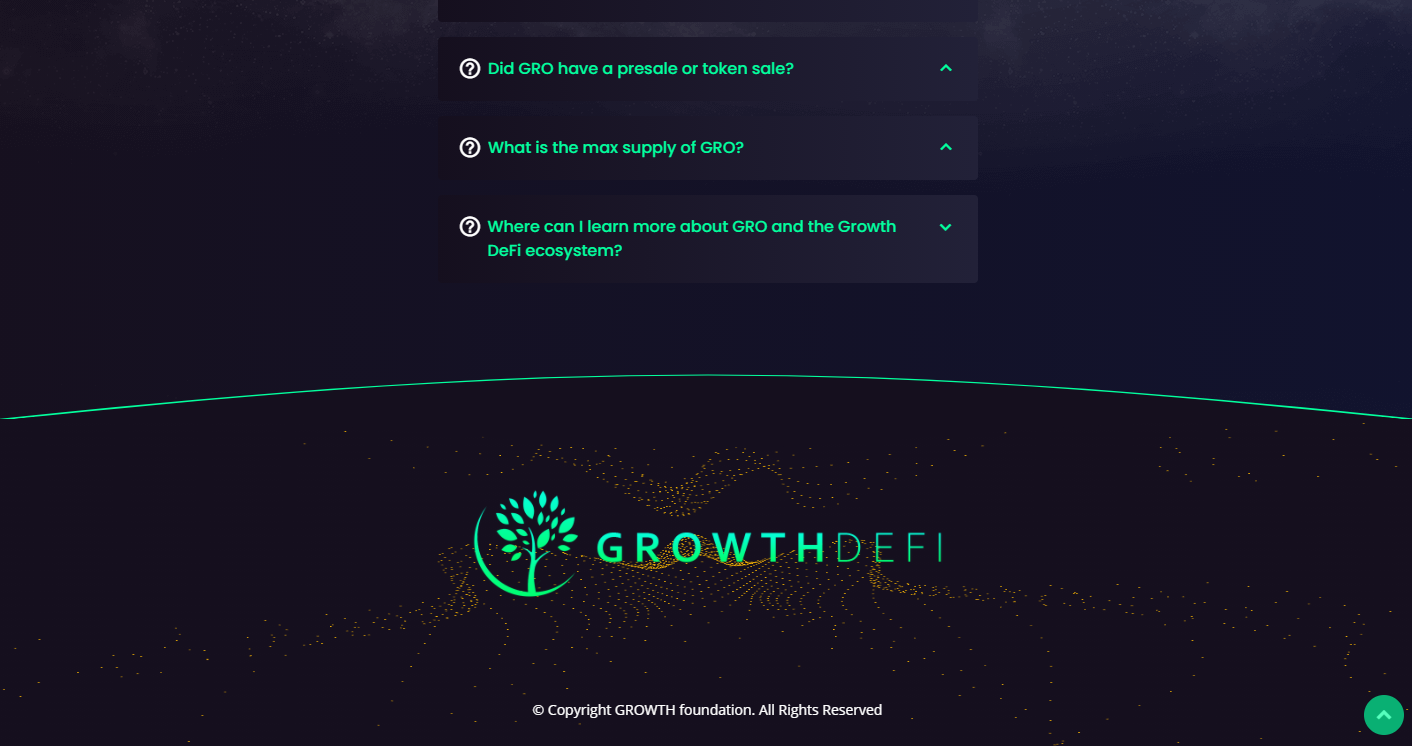 Did GRO have a presale or token sale?
What is the max supply of GRO?
Where can I learn more about GRO and the Growth
DeFi ecosystem?
GROWTHDEFI
© Copyright GROWTH foundation. All Rights Reserved